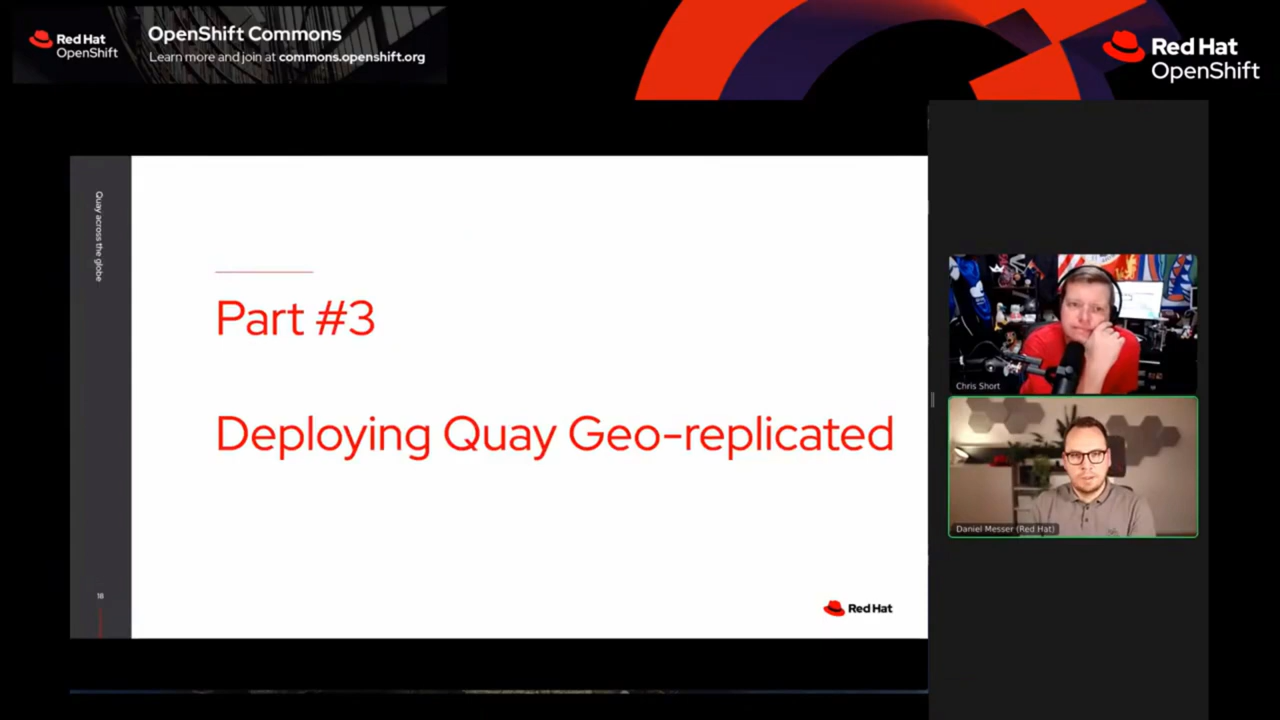 Red Hat
OpenShift
OpenShift Commons
Learn more and join at commons.openshift.org
Red Hat
OpenShift
Quay across the globe
Part #3
Deploying Quay Geo-replicated
18
Red Hat
Chris Short
Daniel Messer (Red Hat)